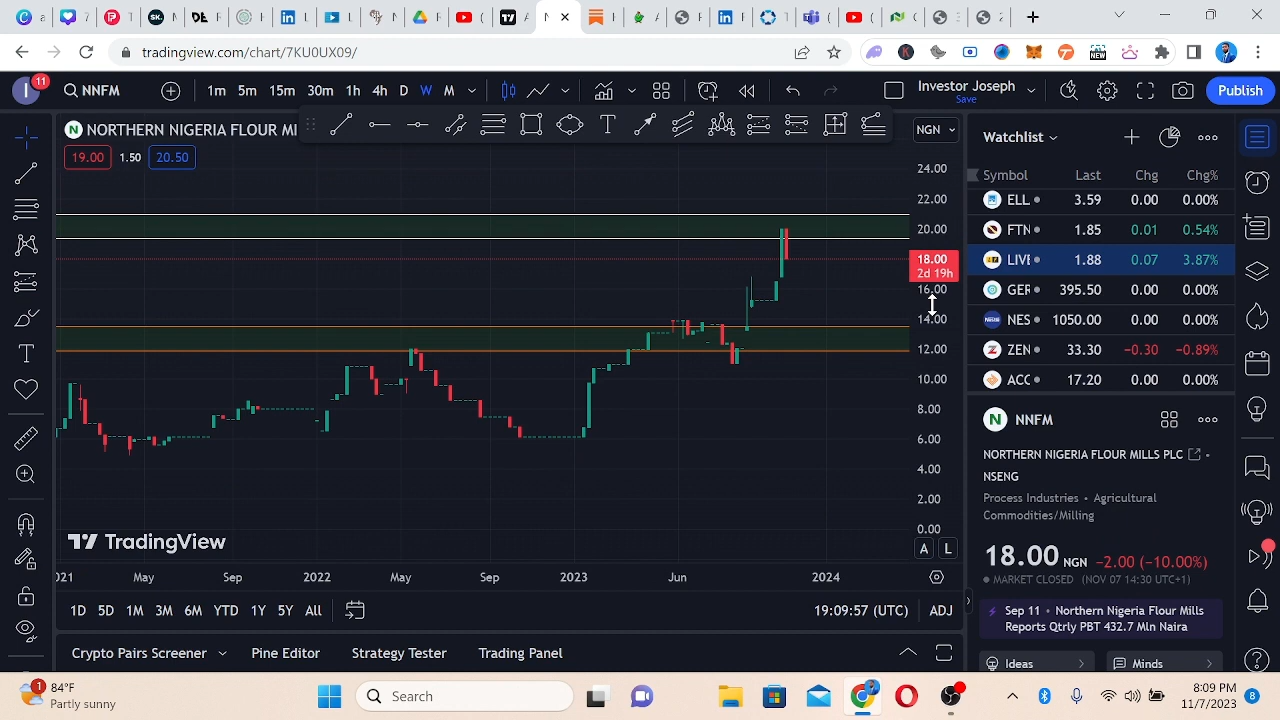 SK.
DE
tradingview.com/chart/7KU0UX09/
NEW
I
11
NNFM
1m 5m 15m 30m 1h 4h D W M
Investor Joseph
Save
Publish
N NORTHERN NIGERIA FLOUR MI
19.00 1.50 20.50
NGN
24.00
22.00
20.00
18.00
2d 19h
16.00
14.00
12.00
10.00
8.00
6.00
4.00
2.00
0.00
A L
TradingView
021 May Sep 2022 May Sep 2023 Jun 2024
1D 5D 1M 3M 6M YTD 1Y 5Y All
19:09:57 (UTC) ADJ
Crypto Pairs Screener Pine Editor Strategy Tester Trading Panel
Watchlist
Symbol Last Chg Chg%
ELL 3.59 0.00 0.00%
FTN 1.85 0.01 0.54%
LIVE 1.88 0.07 3.87%
GER 395.50 0.00 0.00%
NES 1050.00 0.00 0.00%
ZEN 33.30 −0.30 −0.89%
ACC 17.20 0.00 0.00%
N NNFM
NORTHERN NIGERIA FLOUR MILLS PLC
NSENG
Process Industries • Agricultural
Commodities/Milling
18.00 NGN −2.00 (−10.00%)
MARKET CLOSED (NOV 07 14:30 UTC+1)
Sep 11 • Northern Nigeria Flour Mills
Reports Qtrly PBT 432.7 Mln Naira
Ideas Minds
1
84°F
Partly sunny
Search
8:09 PM
11/7/2023
8